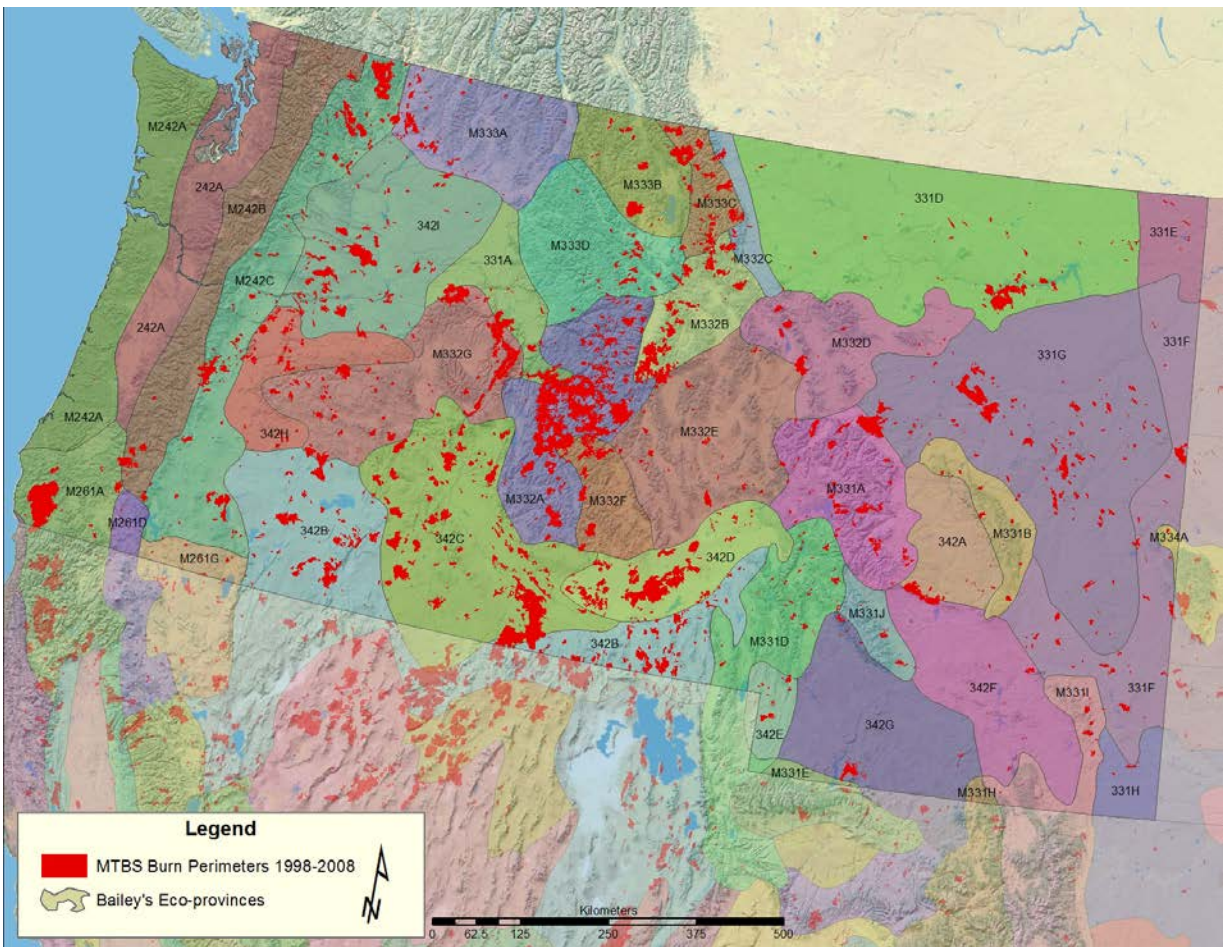 M242A
242A
M242B
M333A
M333B
M333C
331D
331E
342I
M333D
331A
M332C
M242C
242A
M332B
M332G
M332D
331G
331F
M242A
342H
M332E
M261A
M332A
M332F
M331A
M261D
342B
342C
342A
M331B
M334A
M261G
342D
342B
M331D
M331J
342F
M331I
331F
342G
342E
M331E
M331H
331H
Legend
MTBS Burn Perimeters 1998-2008
Bailey's Eco-provinces
N
Kilometers
0 62.5 125 250 375 500